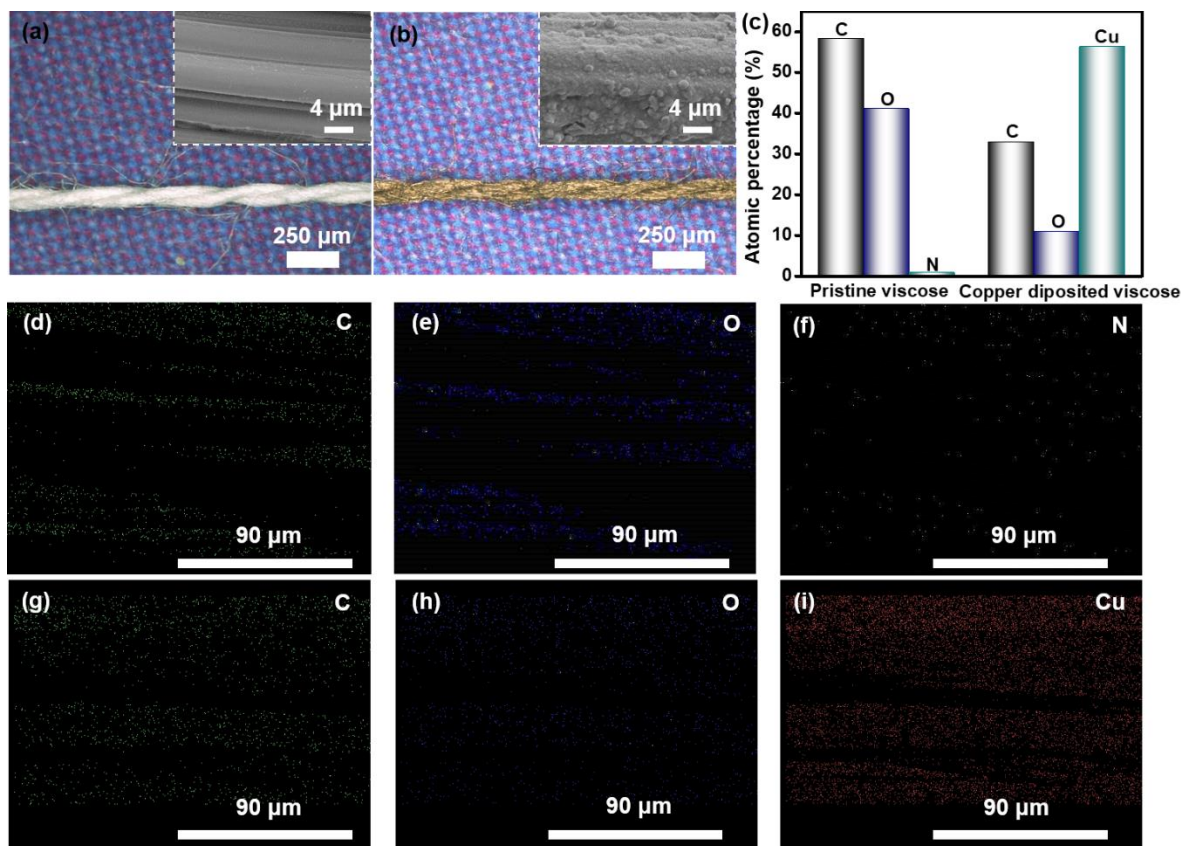 (a)
4 μm
250 μm
(b)
4 μm
250 μm
(c)
Atomic percentage (%)
60
50
40
30
20
10
0
C
O
N
C
O
Cu
Pristine viscose
Copper diposited viscose
(d)
C
90 μm
(e)
O
90 μm
(f)
N
90 μm
(g)
C
90 μm
(h)
O
90 μm
(i)
Cu
90 μm